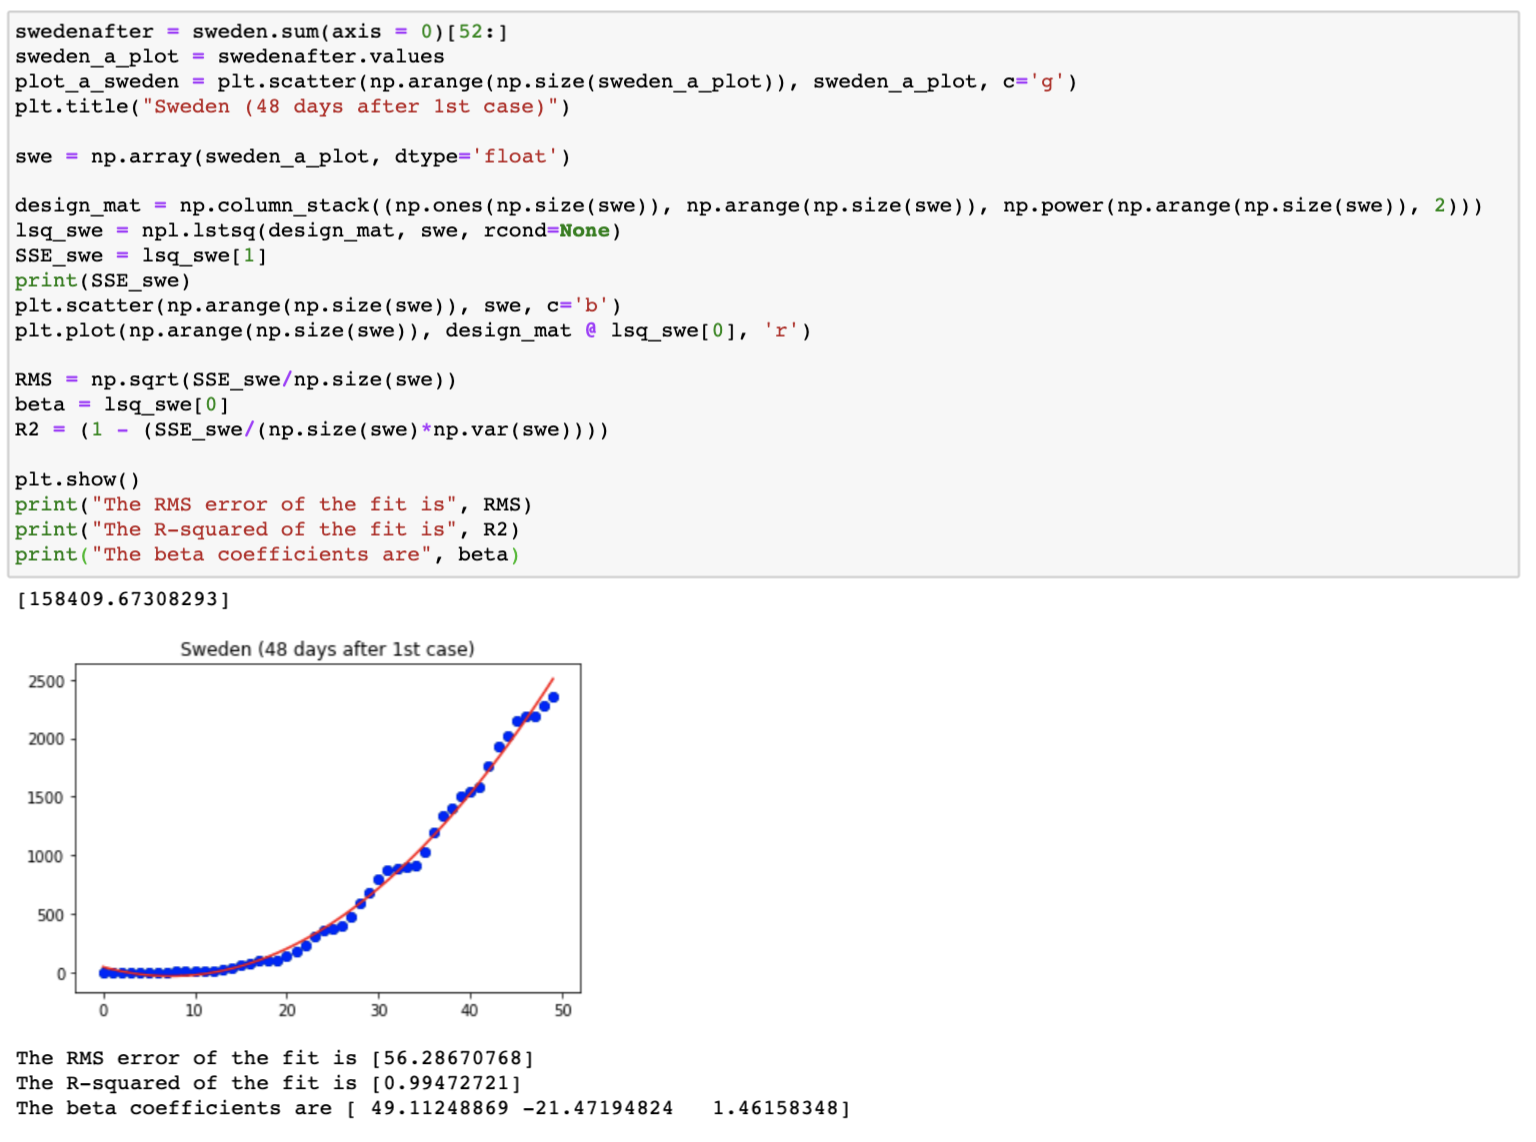 swedenafter = sweden.sum(axis = 0)[52:]
sweden_a_plot = swedenafter.values
plot_a_sweden = plt.scatter(np.arange(np.size(sweden_a_plot)), sweden_a_plot, c='g')
plt.title("Sweden (48 days after 1st case)")
swe = np.array(sweden_a_plot, dtype='float')
design_mat = np.column_stack((np.ones(np.size(swe)), np.arange(np.size(swe)), np.power(np.arange(np.size(swe)), 2)))
lsq_swe = npl.lstsq(design_mat, swe, rcond=None)
SSE_swe = lsq_swe[1]
print(SSE_swe)
plt.scatter(np.arange(np.size(swe)), swe, c='b')
plt.plot(np.arange(np.size(swe)), design_mat @ lsq_swe[0], 'r')
RMS = np.sqrt(SSE_swe/np.size(swe))
beta = lsq_swe[0]
R2 = (1 - (SSE_swe/(np.size(swe)*np.var(swe))))
plt.show()
print("The RMS error of the fit is", RMS)
print("The R-squared of the fit is", R2)
print("The beta coefficients are", beta)
[158409.67308293]
Sweden (48 days after 1st case)
2500
2000
1500
1000
500
0
0 10 20 30 40 50
The RMS error of the fit is [56.28670768]
The R-squared of the fit is [0.99472721]
The beta coefficients are [ 49.11248869 -21.47194824   1.46158348]